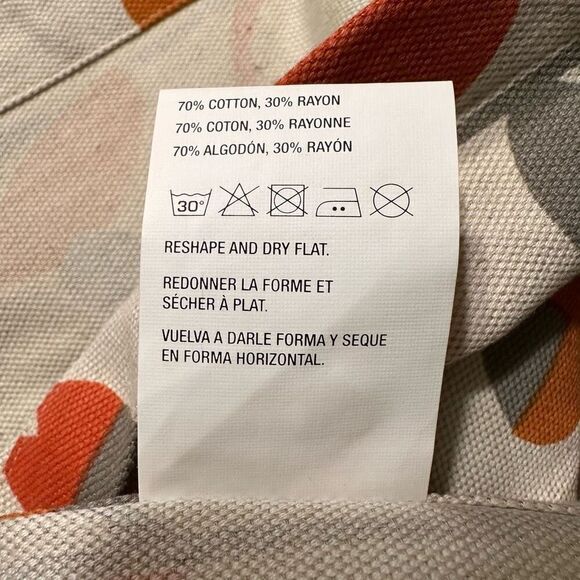 70% COTTON, 30% RAYON
70% COTON, 30% RAYONNE
70% ALGODÓN, 30% RAYÓN
30°
RESHAPE AND DRY FLAT.
REDONNER LA FORME ET
SÉCHER À PLAT.
VUELVA A DARLE FORMA Y SEQUE
EN FORMA HORIZONTAL.